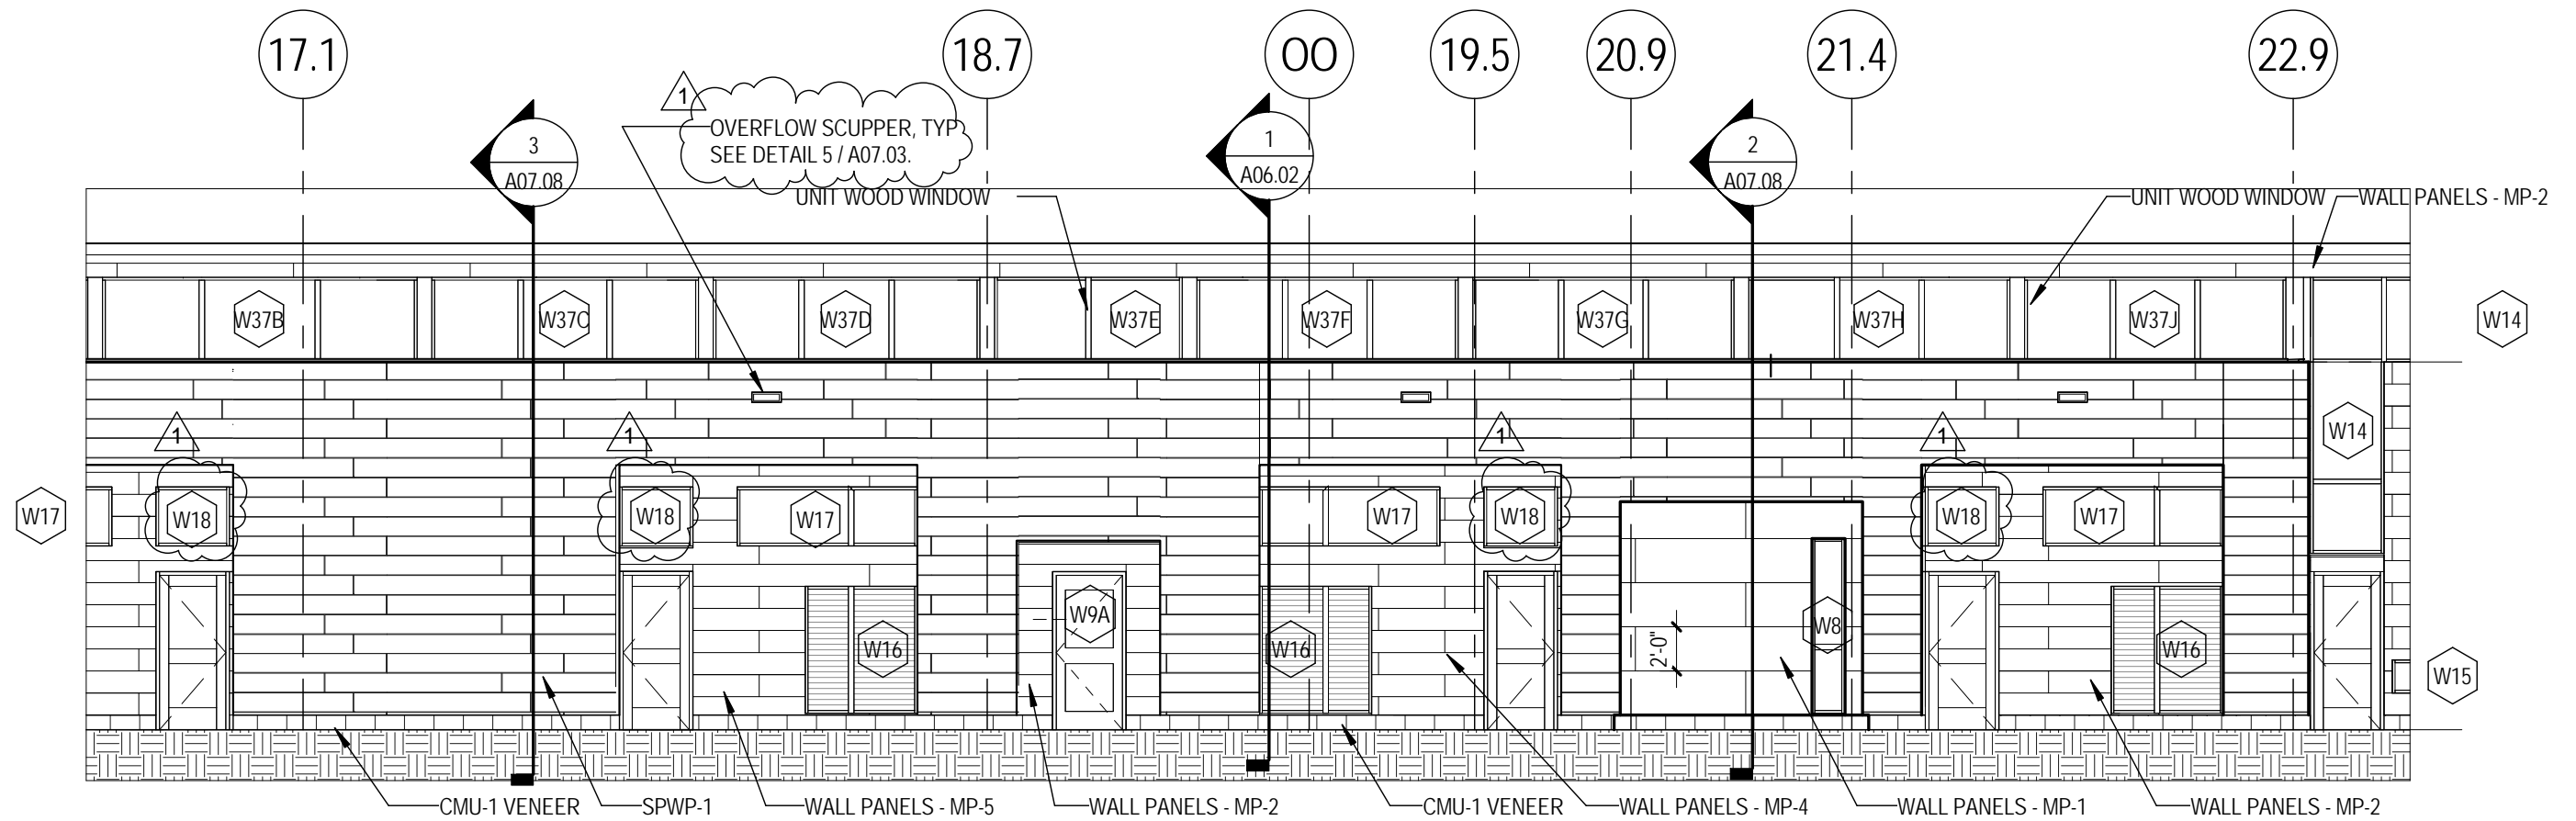 17.1
18.7
OO
19.5
20.9
21.4
22.9
1
OVERFLOW SCUPPER, TYP
SEE DETAIL 5 / A07.03.
3
A07.08
1
A06.02
2
A07.08
UNIT WOOD WINDOW
UNIT WOOD WINDOW
WALL PANELS - MP-2
W37B
W37C
W37D
W37E
W37F
W37G
W37H
W37J
W14
1
1
1
1
W14
W17
W18
W18
W17
W17
W18
W18
W17
W9A
W8
2'-0"
W16
W16
W16
W15
CMU-1 VENEER
SPWP-1
WALL PANELS - MP-5
WALL PANELS - MP-2
CMU-1 VENEER
WALL PANELS - MP-4
WALL PANELS - MP-1
WALL PANELS - MP-2